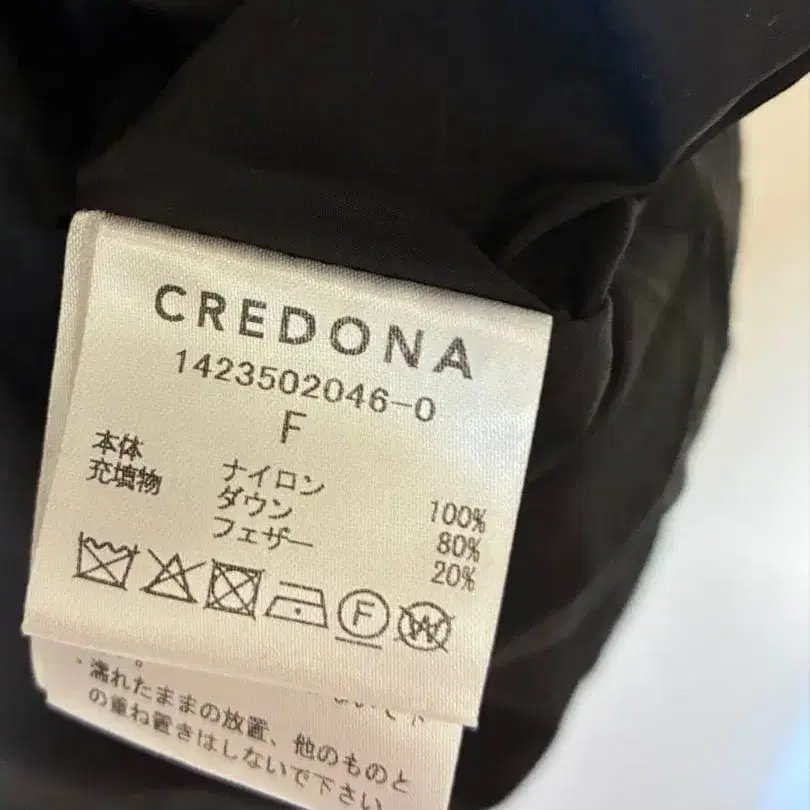 CREDONA
1423502046-0
F
本体 ナイロン 100%
充填物 ダウン 80%
フェザー 20%
F W
・濡れたままの放置、他のものと
の重ね置きはしないで下さい